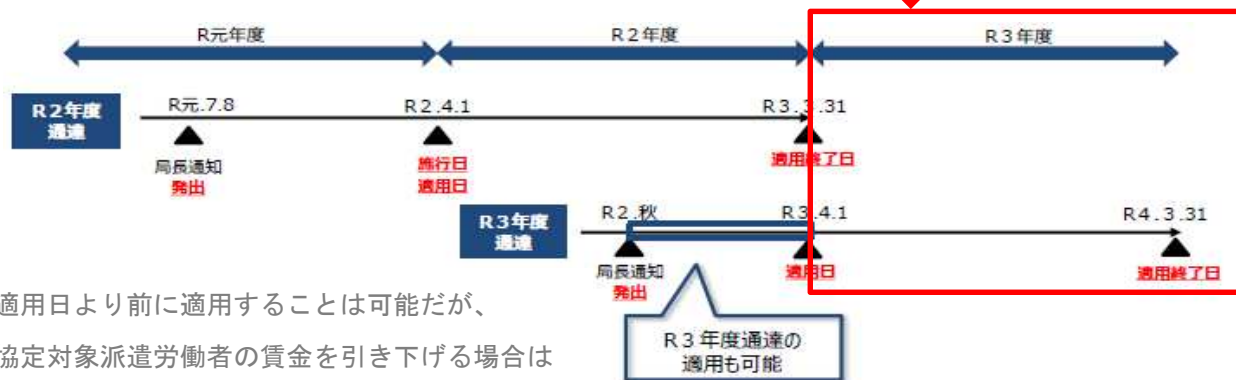 R元年度
R2年度
R3年度
R2年度
通達
R元.7.8
R2.4.1
R3.3.31
局長通知
発出
施行日
適用日
適用終了日
R3年度
通達
R2.秋
R3.4.1
R4.3.31
局長通知
発出
適用日
適用終了日
適用日より前に適用することは可能だが、
協定対象派遣労働者の賃金を引き下げる場合は
R3年度通達の
適用も可能